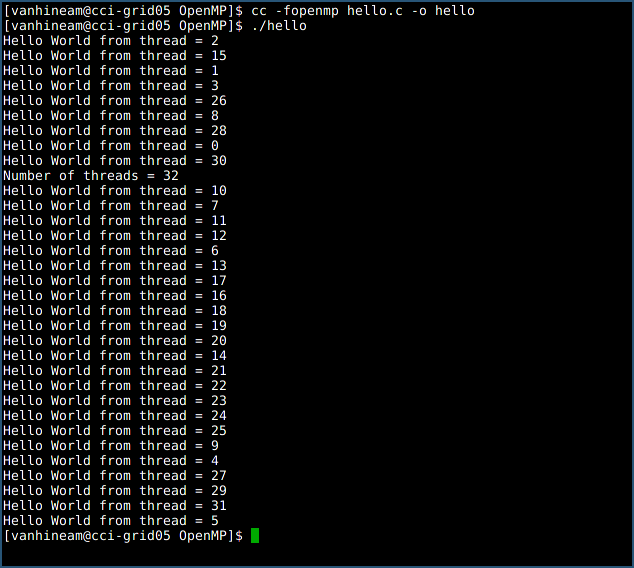 [vanhineam@cci-grid05 OpenMP]$ cc -fopenmp hello.c -o hello
[vanhineam@cci-grid05 OpenMP]$ ./hello
Hello World from thread = 2
Hello World from thread = 15
Hello World from thread = 1
Hello World from thread = 3
Hello World from thread = 26
Hello World from thread = 8
Hello World from thread = 28
Hello World from thread = 0
Hello World from thread = 30
Number of threads = 32
Hello World from thread = 10
Hello World from thread = 7
Hello World from thread = 11
Hello World from thread = 12
Hello World from thread = 6
Hello World from thread = 13
Hello World from thread = 17
Hello World from thread = 16
Hello World from thread = 18
Hello World from thread = 19
Hello World from thread = 20
Hello World from thread = 14
Hello World from thread = 21
Hello World from thread = 22
Hello World from thread = 23
Hello World from thread = 24
Hello World from thread = 25
Hello World from thread = 9
Hello World from thread = 4
Hello World from thread = 27
Hello World from thread = 29
Hello World from thread = 31
Hello World from thread = 5
[vanhineam@cci-grid05 OpenMP]$